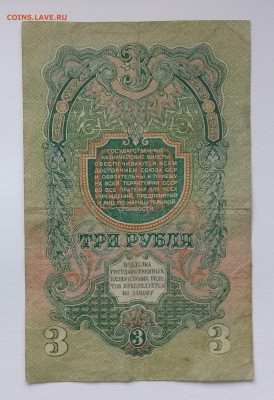 COINS.LAVE.RU
3
ГОСУДАРСТВЕННЫЕ
КАЗНАЧЕЙСКИЕ БИЛЕТЫ
ОБЕСПЕЧИВАЮТСЯ ВСЕМ
ДОСТОЯНИЕМ СОЮЗА ССР
И ОБЯЗАТЕЛЬНЫ К ПРИЕМУ
НА ВСЕЙ ТЕРРИТОРИИ СССР
ВО ВСЕ ПЛАТЕЖИ ДЛЯ ВСЕХ
УЧРЕЖДЕНИЙ, ПРЕДПРИЯТИЙ
И ЛИЦ ПО НАРИЦАТЕЛЬНОЙ
СТОИМОСТИ
ТРИ РУБЛЯ
ПОДДЕЛКА
ГОСУДАРСТВЕННЫХ
КАЗНАЧЕЙСКИХ БИЛЕ-
ТОВ ПРЕСЛЕДУЕТСЯ
ПО ЗАКОНУ
3 3 3